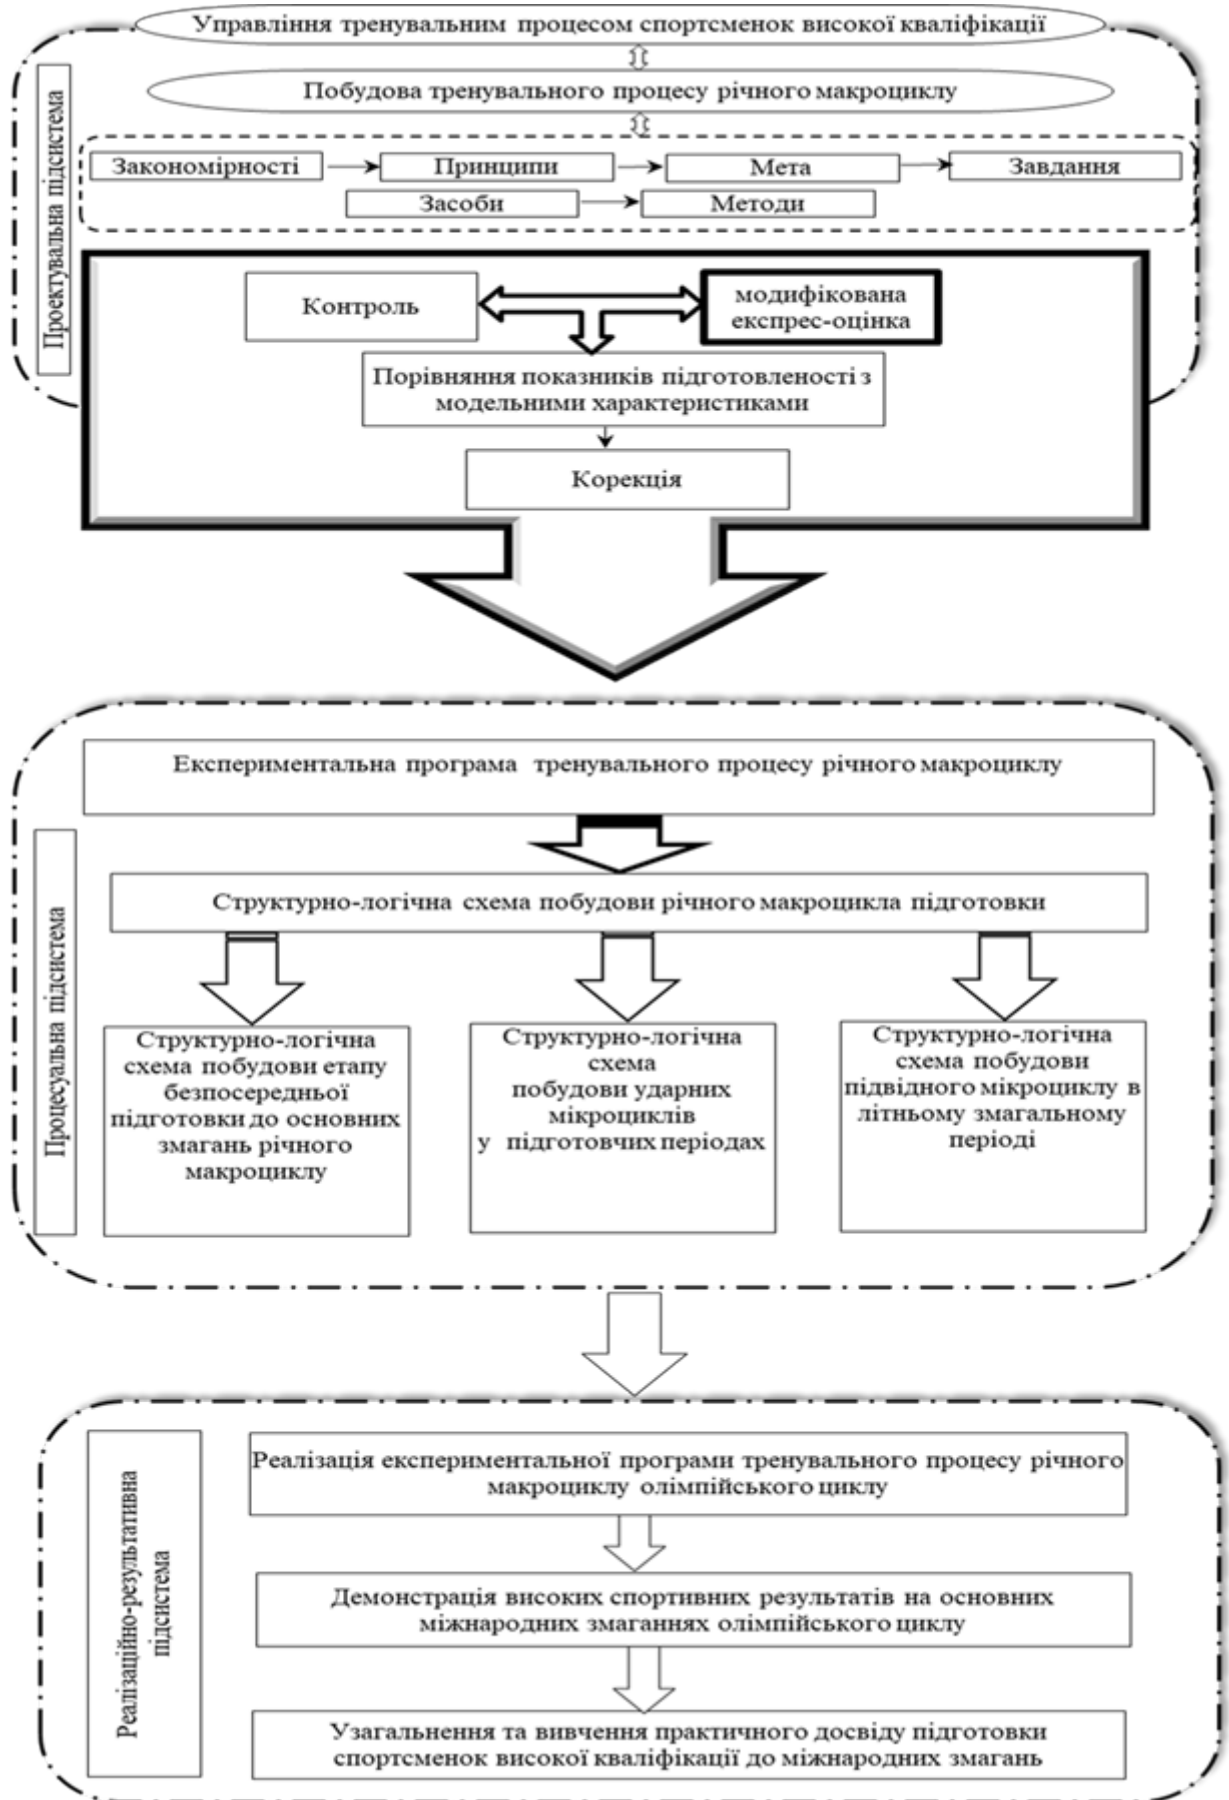 Управління тренувальним процесом спортсменок високої кваліфікації
Побудова тренувального процесу річного макроциклу
Проектувальна підсистема
Закономірності
Принципи
Мета
Завдання
Засоби
Методи
Контроль
модифікована
експрес-оцінка
Порівняння показників підготовленості з
модельними характеристиками
Корекція
Процесуальна підсистема
Експериментальна програма тренувального процесу річного макроциклу
Структурно-логічна схема побудови річного макроцикла підготовки
Структурно-логічна
схема побудови етапу
безпосередньої
підготовки до основних
змагань річного
макроциклу
Структурно-логічна
схема
побудови ударних
мікроциклів
у підготовчих періодах
Структурно-логічна
схема побудови
підвідного мікроциклу в
літньому змагальному
періоді
Реалізаційно-результативна
підсистема
Реалізація експериментальної програми тренувального процесу річного
макроциклу олімпійського циклу
Демонстрація високих спортивних результатів на основних
міжнародних змаганнях олімпійського циклу
Узагальнення та вивчення практичного досвіду підготовки
спортсменок високої кваліфікації до міжнародних змагань